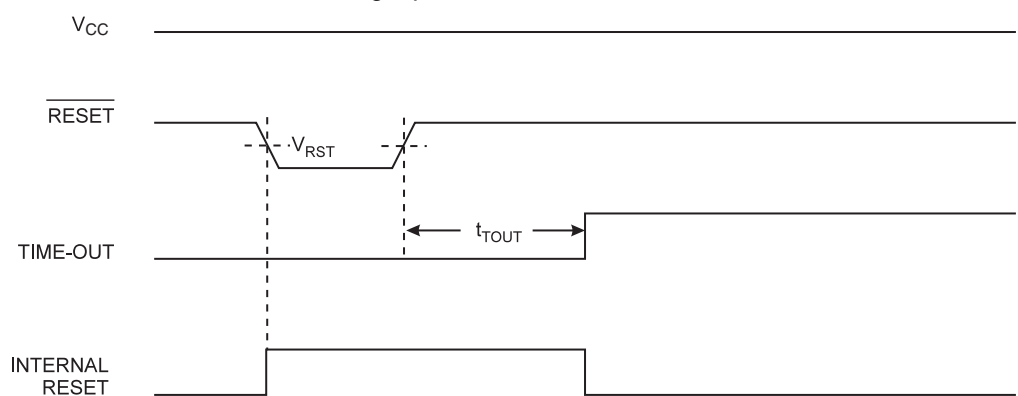 VCC
RESET
VRST
tTOUT
TIME-OUT
INTERNAL
RESET